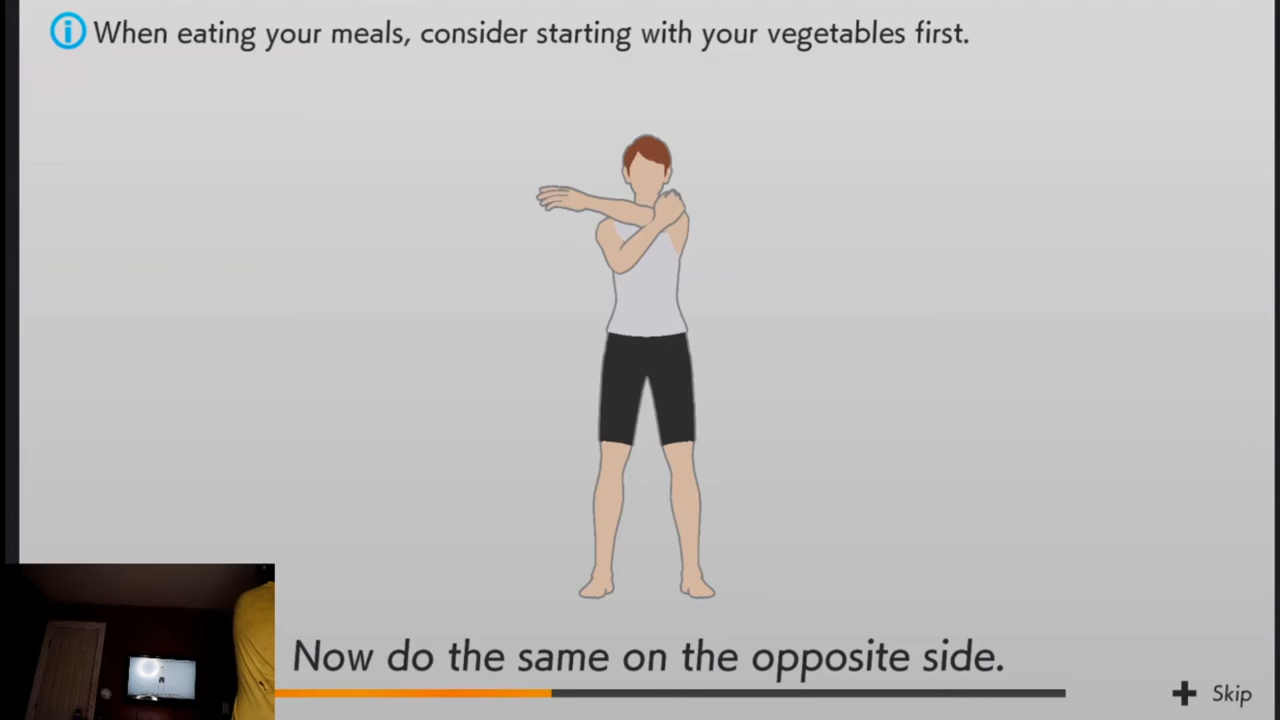 When eating your meals, consider starting with your vegetables first.
Now do the same on the opposite side.
Skip